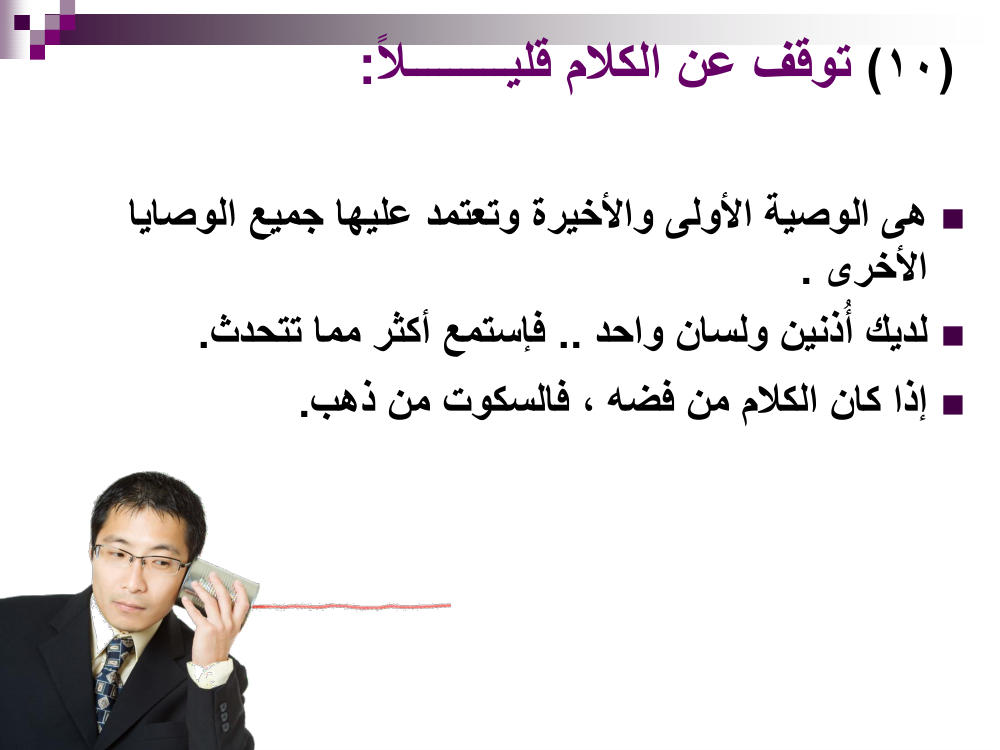 (١٠) توقف عن الكلام قليـــــــــلاً:
هى الوصية الأولى والأخيرة وتعتمد عليها جميع الوصايا
الأخرى .
لديك أُذنين ولسان واحد .. فإستمع أكثر مما تتحدث.
إذا كان الكلام من فضه ، فالسكوت من ذهب.